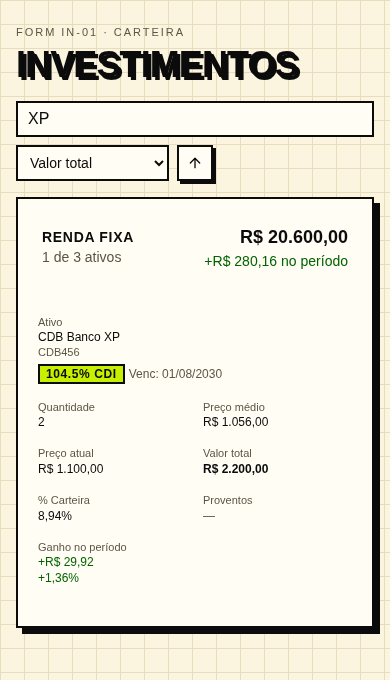 FORM IN-01 · CARTEIRA
INVESTIMENTOS
XP
Valor total
↑
RENDA FIXA
R$ 20.600,00
1 de 3 ativos
+R$ 280,16 no período
Ativo
CDB Banco XP
CDB456
104.5% CDI Venc: 01/08/2030
Quantidade
Preço médio
2
R$ 1.056,00
Preço atual
Valor total
R$ 1.100,00
R$ 2.200,00
% Carteira
Proventos
8,94%
—
Ganho no período
+R$ 29,92
+1,36%